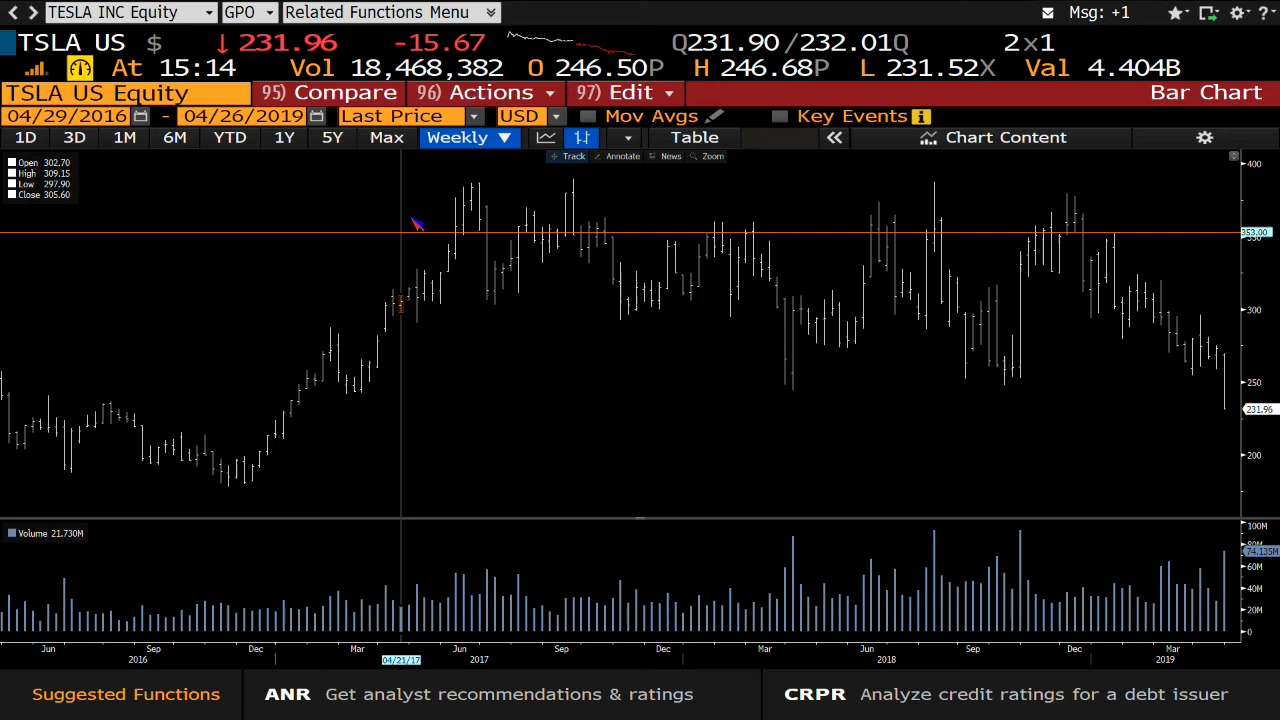 TESLA INC Equity GPO Related Functions Menu Msg: +1 ?
TSLA US $ ↓231.96 -15.67 Q231.90 /232.01Q 2x1
At 15:14 Vol 18,468,382 O 246.50P H 246.68P L 231.52X Val 4.404B
TSLA US Equity 95) Compare 96) Actions 97) Edit Bar Chart
04/29/2016 - 04/26/2019 Last Price USD Mov Avgs Key Events i
1D 3D 1M 6M YTD 1Y 5Y Max Weekly ▼ Table « Chart Content
Track Annotate News Zoom
Open 302.70
High 309.15
Low 297.90
Close 305.60
400
353.00
350
300
250
231.96
200
Volume 21.730M
100M
80M
74.135M
60M
40M
20M
0
Jun Sep Dec Mar Jun Sep Dec Mar Jun Sep Dec Mar
2016 04/21/17 2017 2018 2019
Suggested Functions ANR Get analyst recommendations & ratings CRPR Analyze credit ratings for a debt issuer